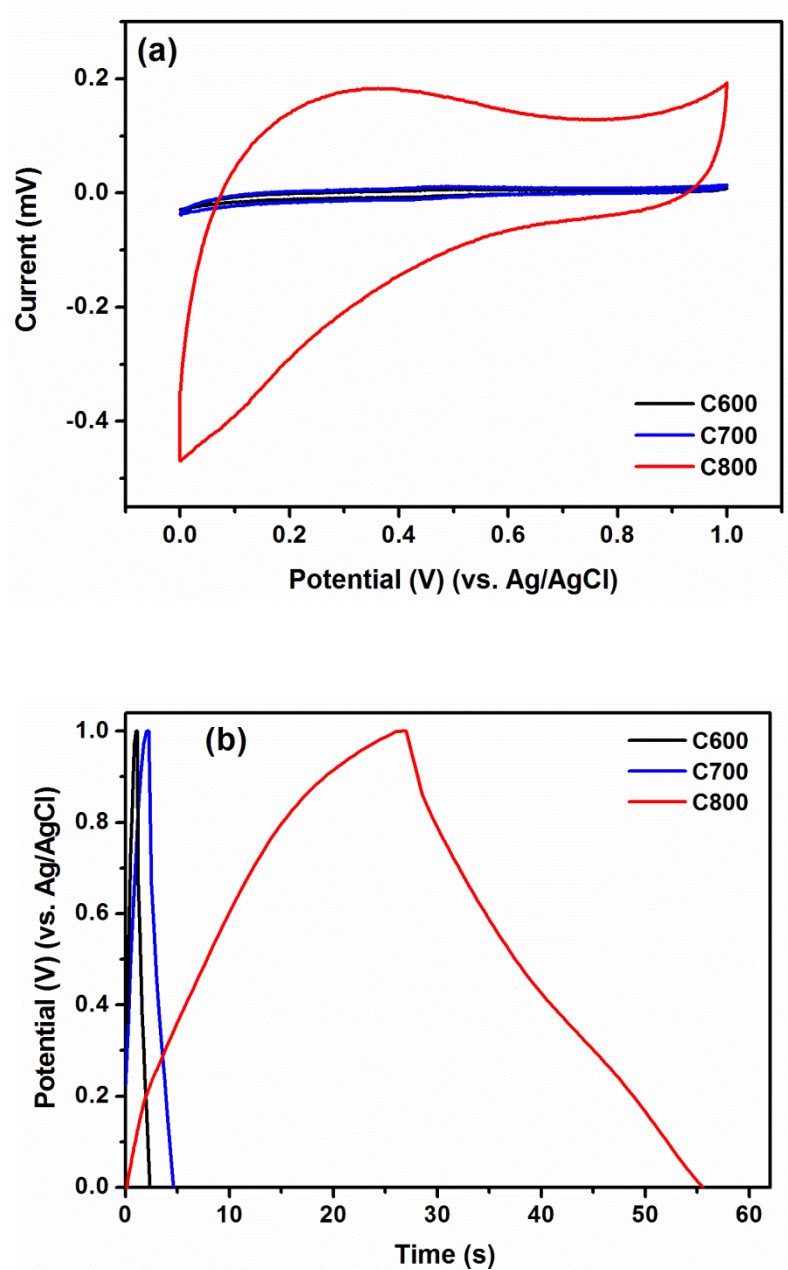 (a)
0.2
0.0
-0.2
-0.4
Current (mV)
C600
C700
C800
0.0 0.2 0.4 0.6 0.8 1.0
Potential (V) (vs. Ag/AgCl)
(b)
1.0
0.8
0.6
0.4
0.2
0.0
Potential (V) (vs. Ag/AgCl)
C600
C700
C800
0 10 20 30 40 50 60
Time (s)